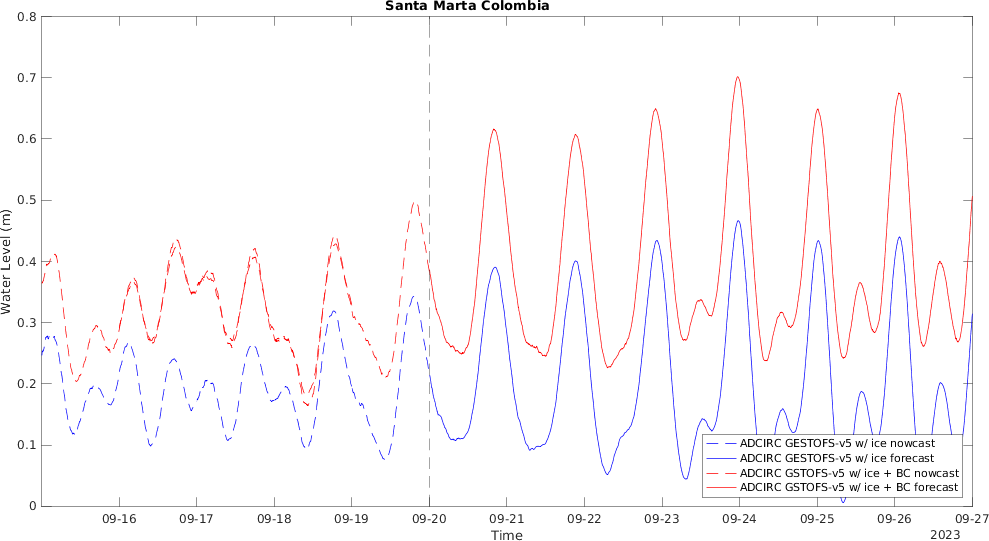 Santa Marta Colombia
0.8
0.7
0.6
0.5
0.4
0.3
0.2
0.1
0
Water Level (m)
ADCIRC GESTOFS-v5 w/ ice nowcast
ADCIRC GESTOFS-v5 w/ ice forecast
ADCIRC GSTOFS-v5 w/ ice + BC nowcast
ADCIRC GSTOFS-v5 w/ ice + BC forecast
09-16 09-17 09-18 09-19 09-20 09-21 09-22 09-23 09-24 09-25 09-26 09-27
Time
2023